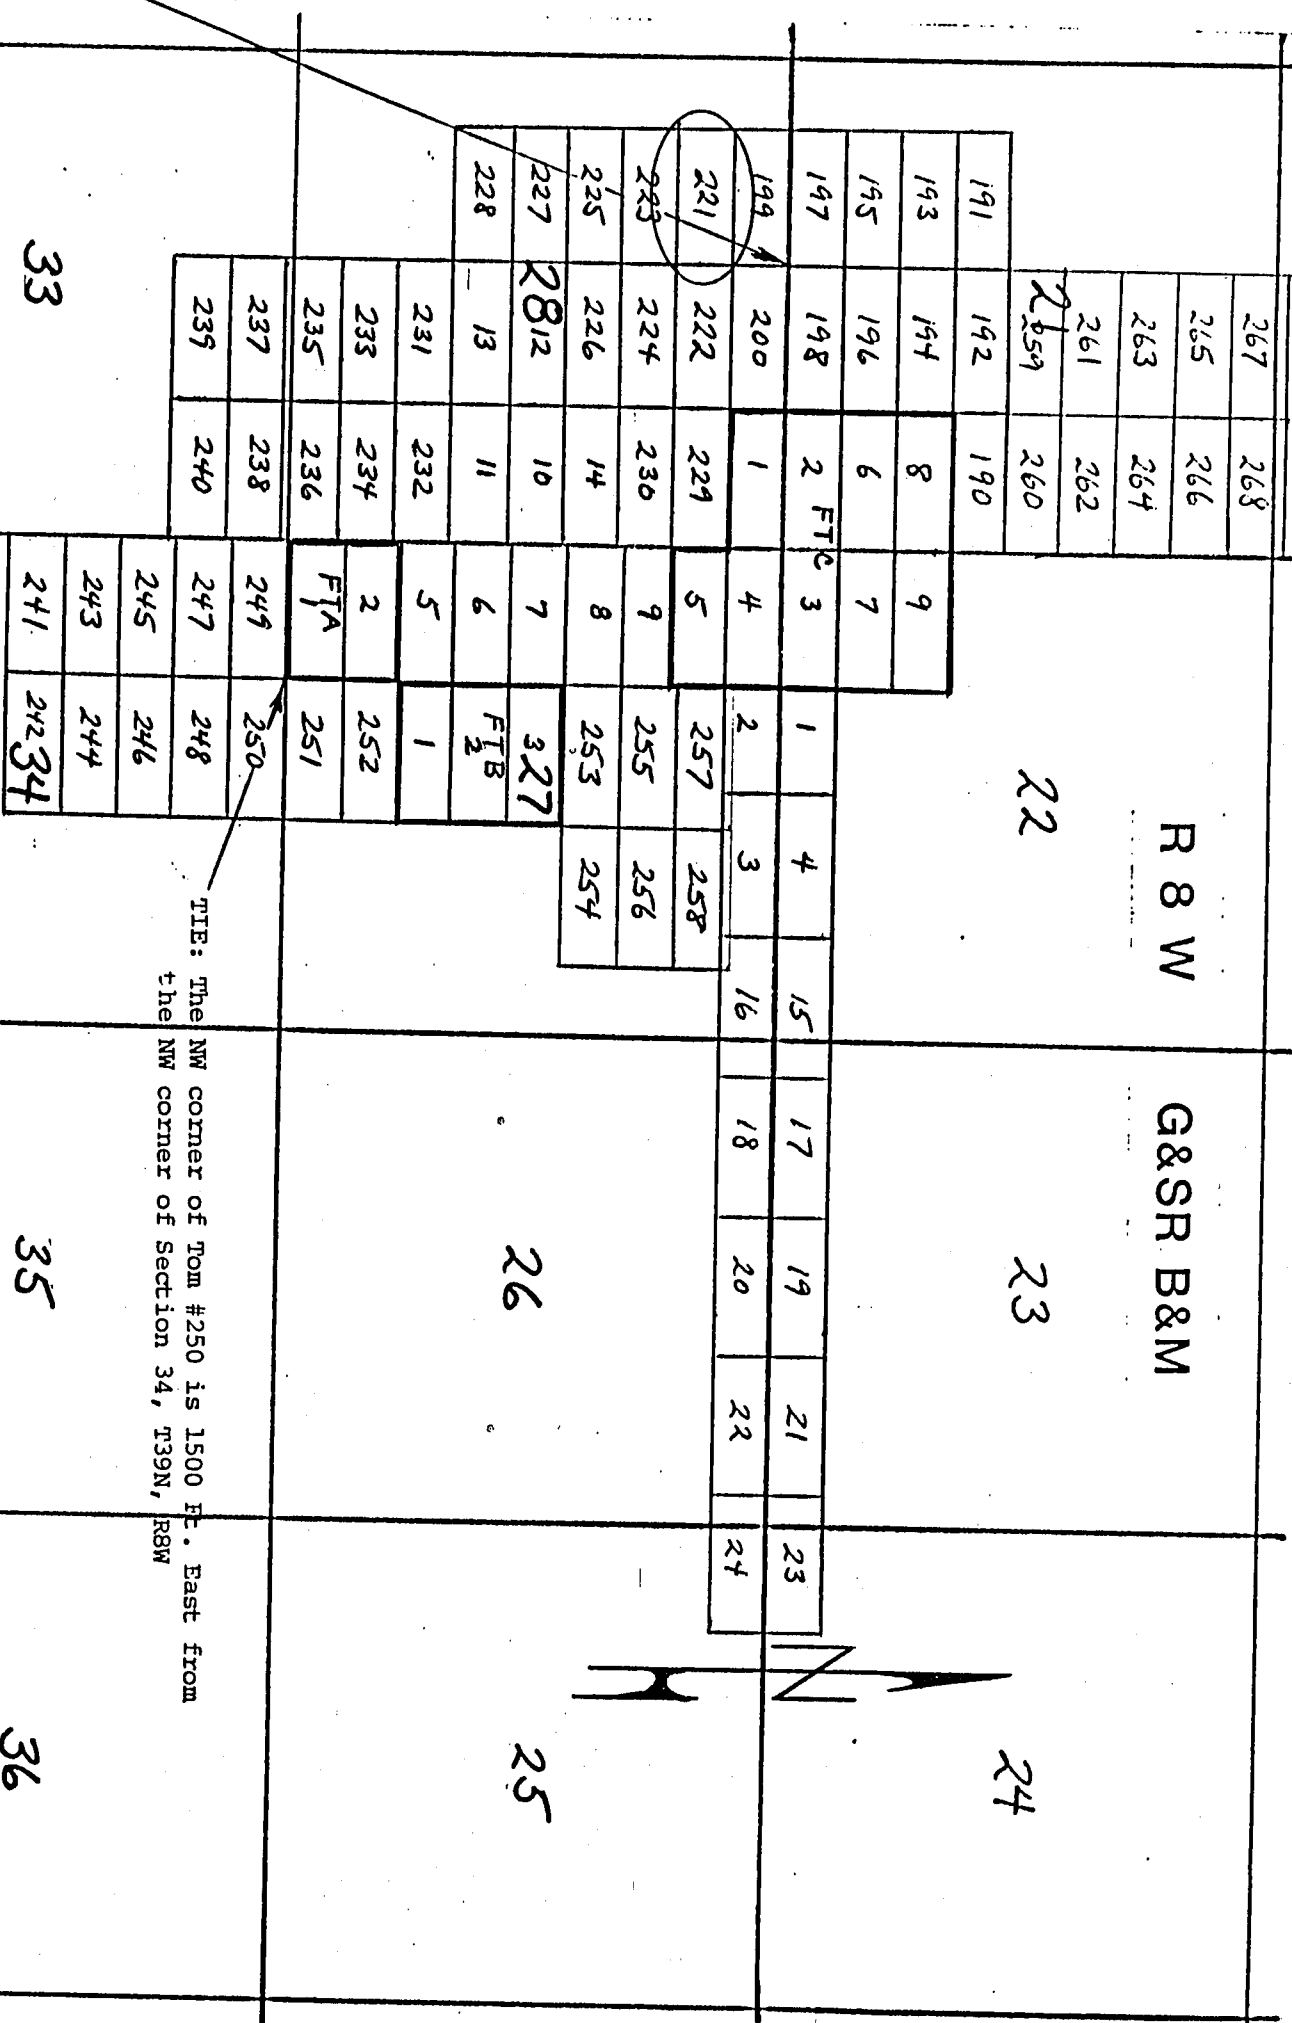 267 268
265 266
R 8 W G&SR B&M
263 264
261 262
21 259 260 22 23 24
191 192 190
193 194 8 9
195 196 6 7
197 198 2 FTC 3 1 4 15 17 19 21 23
N
199 200 1 4 2 3 16 18 20 22 24
221 222 229 5 257 258
223 224 230 9 255 256
225 226 14 8 253 254
227 28 12 10 7 3 27 26 25
228 13 11 6 FTB 2
231 232 5 1
233 234 2 252
235 236 FTA 1 251
237 238 249 250
239 240 247 248
TIE: The NW corner of Tom #250 is 1500 Ft. East from
the NW corner of Section 34, T39N, R8W
245 246
243 244
33 241 242 34 35 36